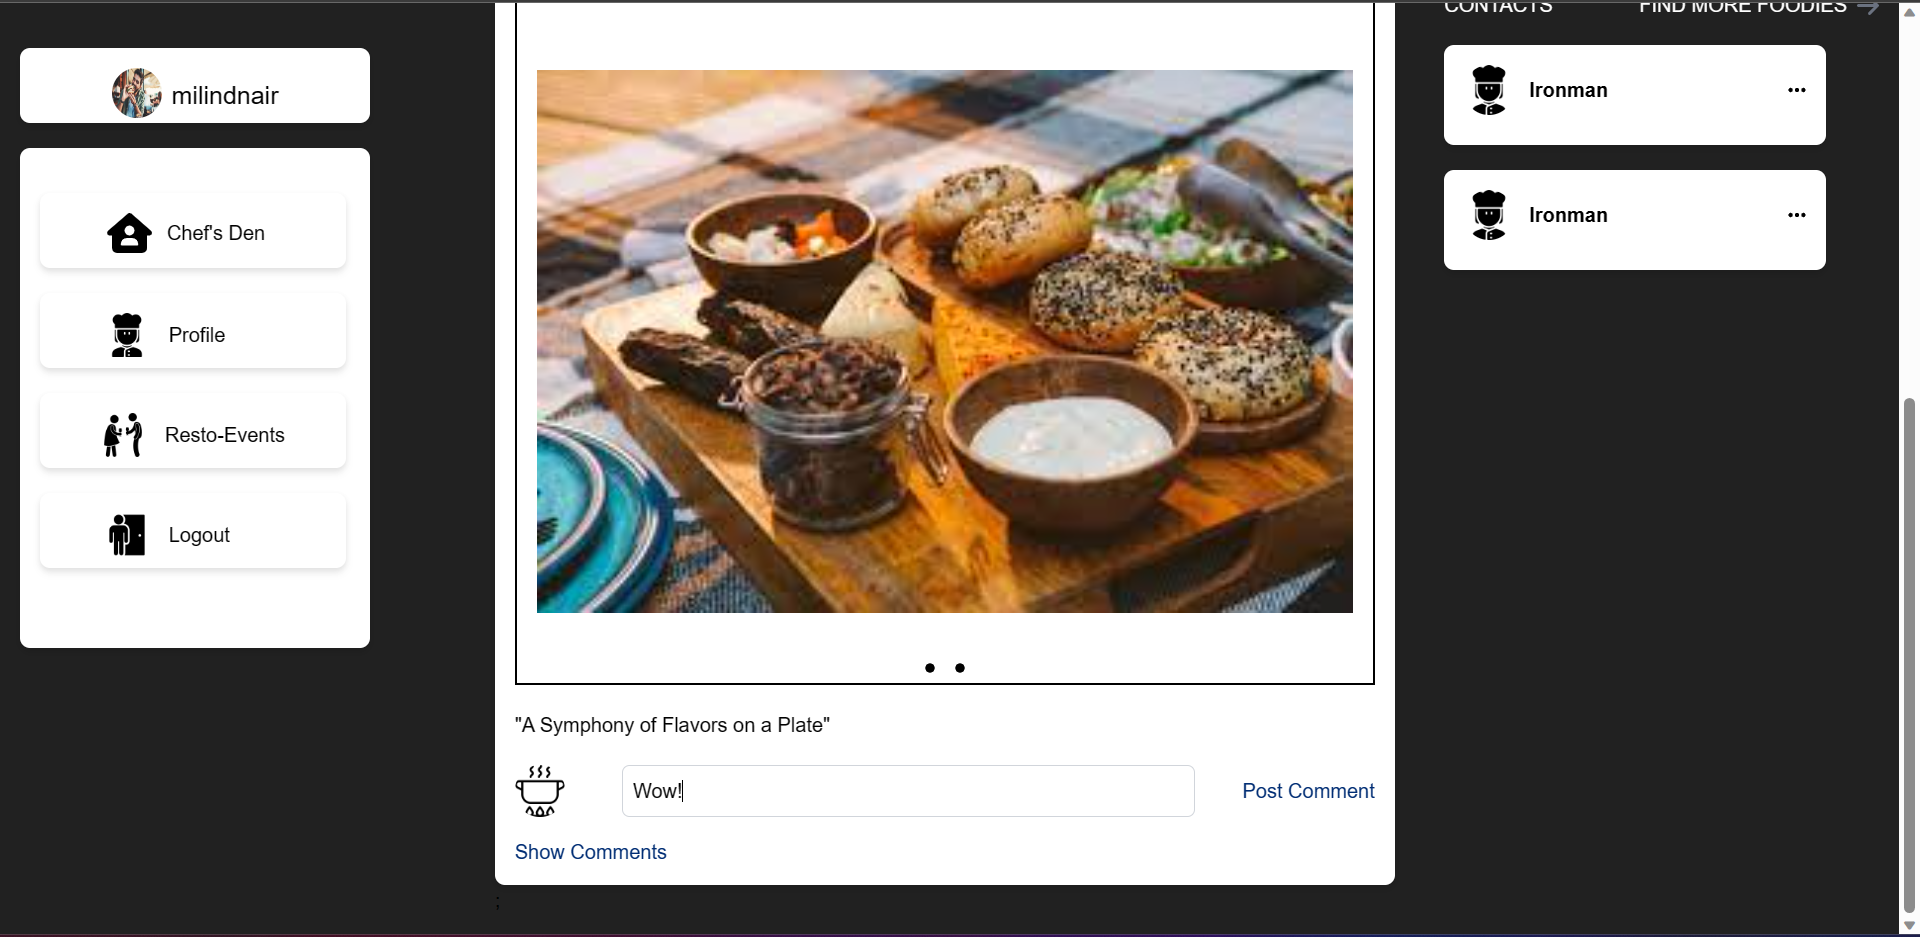 milindnair
Chef's Den
Profile
Resto-Events
Logout
"A Symphony of Flavors on a Plate"
Wow!
Post Comment
Show Comments
;
CONTACTS
FIND MORE FOODIES
Ironman
Ironman